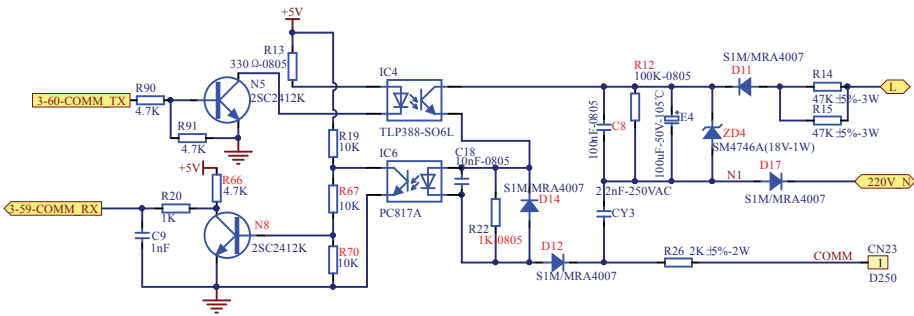 +5V
R13
330 Ω-0805
N5
2SC2412K
R90
4.7K
3-60-COMM_TX
R91
4.7K
IC4
TLP388-SO6L
R12
100K-0805
D11
S1M/MRA4007
R14
47K±5%-3W
R15
47K±5%-3W
L
C8
100nF-0805
E4
100uF-50V-105℃
ZD4
SM4746A(18V-1W)
R19
10K
IC6
PC817A
C18
10nF-0805
+5V
R66
4.7K
R67
10K
R20
1K
3-59-COMM_RX
C9
1nF
N8
2SC2412K
R70
10K
R22
1K-0805
S1M/MRA4007
D14
D12
S1M/MRA4007
2.2nF-250VAC
CY3
N1
D17
S1M/MRA4007
220V_N
R26 2K±5%-2W
COMM
CN23
1
D250